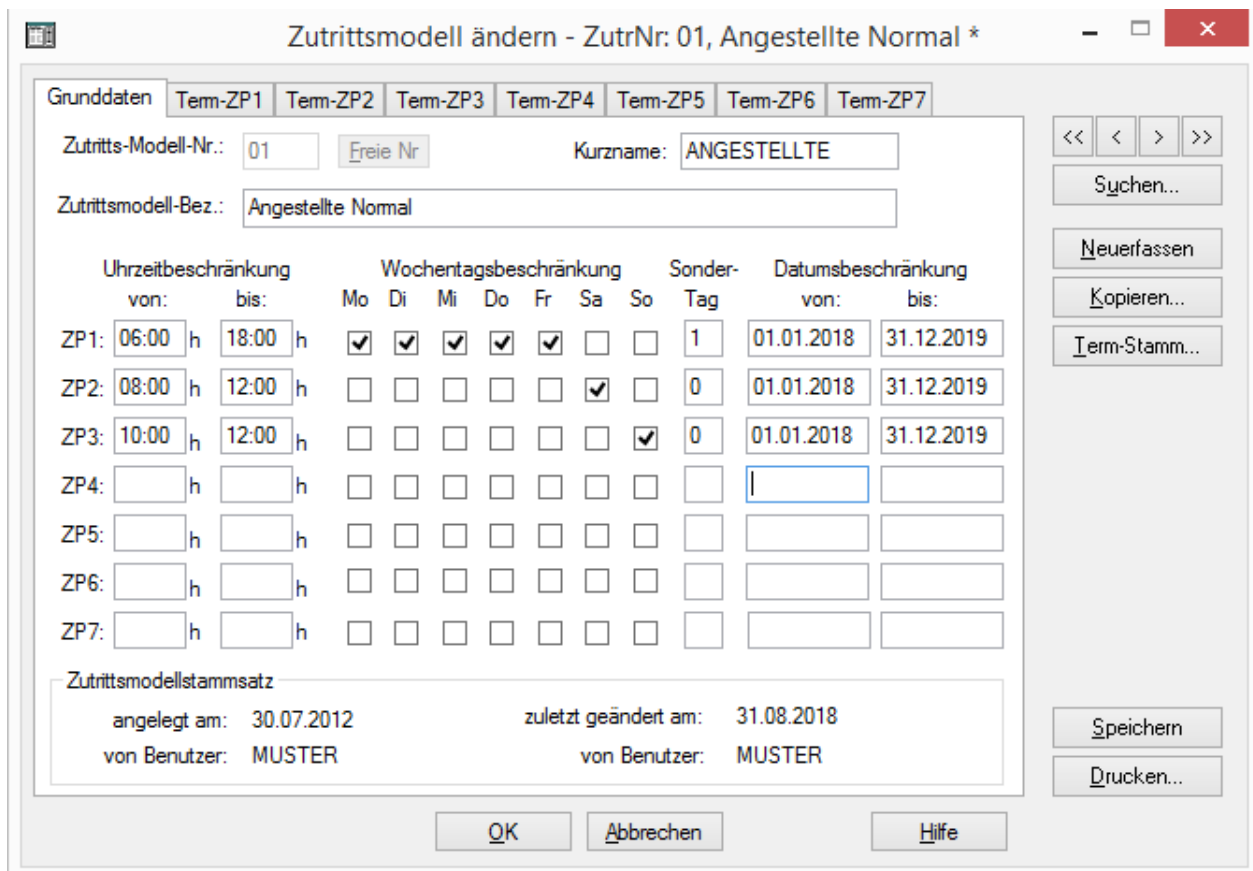 Zutrittsmodell ändern - ZutrNr: 01, Angestellte Normal *
Grunddaten Term-ZP1 Term-ZP2 Term-ZP3 Term-ZP4 Term-ZP5 Term-ZP6 Term-ZP7
Zutritts-Modell-Nr.: 01 Freie Nr Kurzname: ANGESTELLTE
Zutrittsmodell-Bez.: Angestellte Normal
Uhrzeitbeschränkung Wochentagsbeschränkung Sonder- Datumsbeschränkung
von: bis: Mo Di Mi Do Fr Sa So Tag von: bis:
ZP1: 06:00 h 18:00 h 1 01.01.2018 31.12.2019
ZP2: 08:00 h 12:00 h 0 01.01.2018 31.12.2019
ZP3: 10:00 h 12:00 h 0 01.01.2018 31.12.2019
ZP4: h h
ZP5: h h
ZP6: h h
ZP7: h h
Zutrittsmodellstammsatz
angelegt am: 30.07.2012 zuletzt geändert am: 31.08.2018
von Benutzer: MUSTER von Benutzer: MUSTER
<< < > >>
Suchen...
Neuerfassen
Kopieren...
Term-Stamm...
Speichern
Drucken...
OK Abbrechen Hilfe